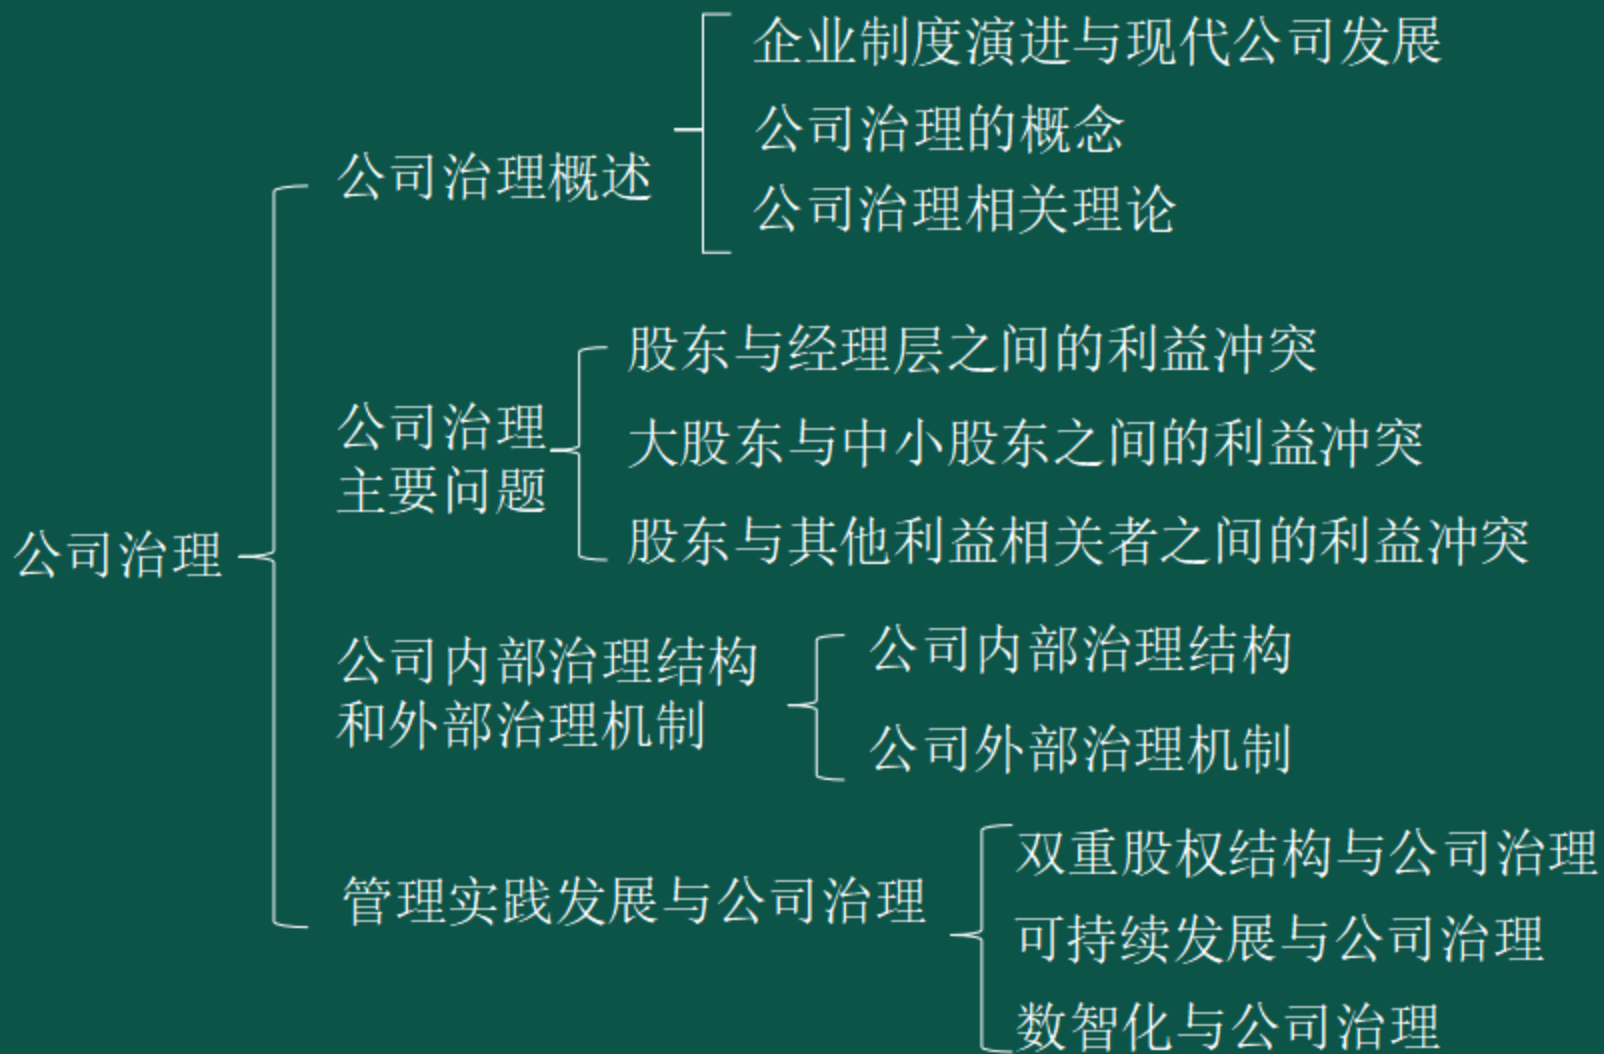 公司治理
公司治理概述
企业制度演进与现代公司发展
公司治理的概念
公司治理相关理论
公司治理
主要问题
股东与经理层之间的利益冲突
大股东与中小股东之间的利益冲突
股东与其他利益相关者之间的利益冲突
公司内部治理结构
和外部治理机制
公司内部治理结构
公司外部治理机制
管理实践发展与公司治理
双重股权结构与公司治理
可持续发展与公司治理
数智化与公司治理